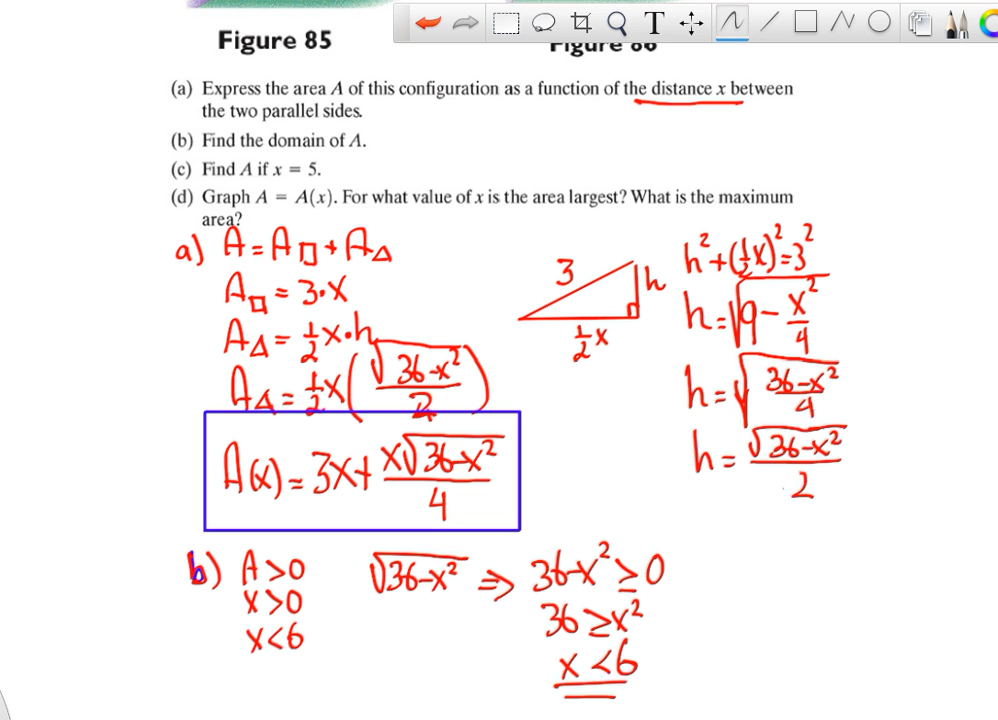 Figure 85
Figure 86
(a) Express the area A of this configuration as a function of the distance x between
the two parallel sides.
(b) Find the domain of A.
(c) Find A if x = 5.
(d) Graph A = A(x). For what value of x is the area largest? What is the maximum
area?
a) A = A▯ + A△
A▯ = 3·x
A△ = ½x·h
A△ = ½x(√(36-x²)/2)
A(x) = 3x + x√(36-x²)/4
3
h
½x
h² + (½x)² = 3²
h = √(9 - x²/4)
h = √((36-x²)/4)
h = √(36-x²)/2
b) A > 0
x > 0
x < 6
√(36-x²) ⇒ 36-x² ≥ 0
36 ≥ x²
x < 6
T